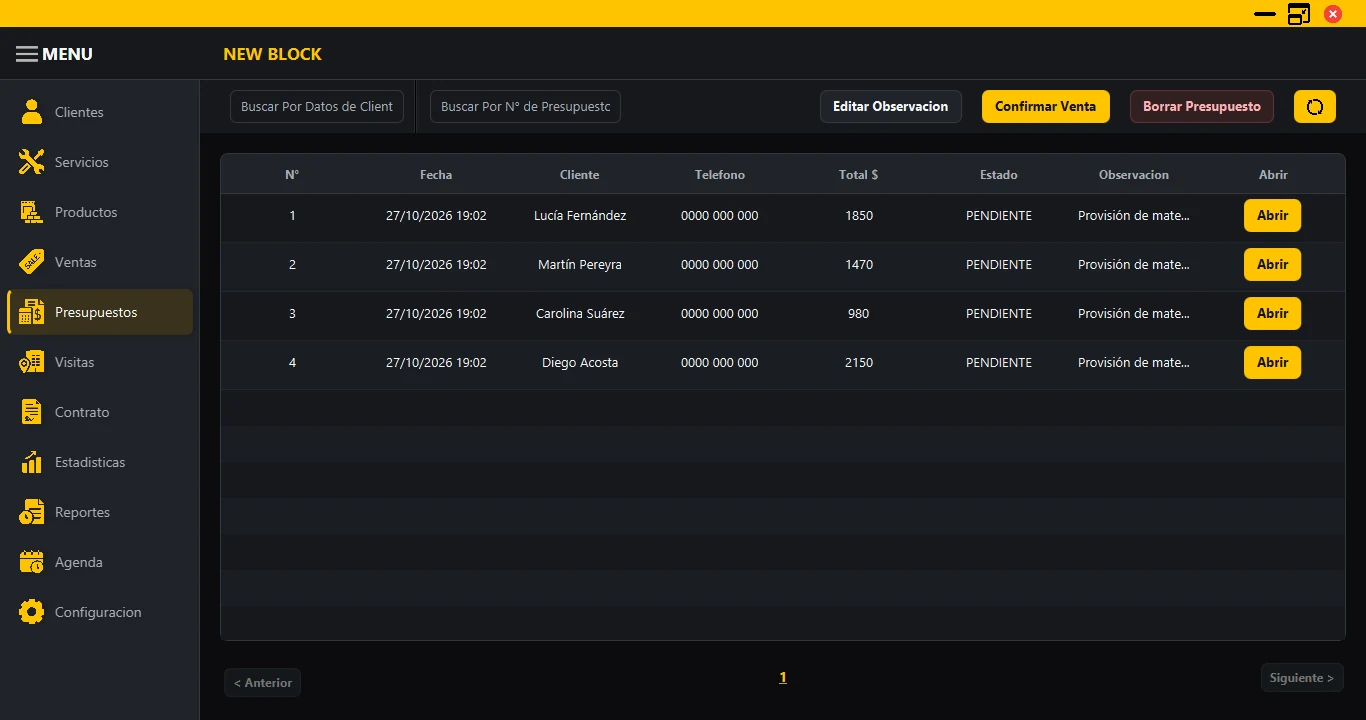 MENU
NEW BLOCK
Clientes
Servicios
Productos
SALE
Ventas
Presupuestos
Visitas
Contrato
Estadisticas
Reportes
Agenda
Configuracion
Buscar Por Datos de Client
Buscar Por N° de Presupuesto
Editar Observacion
Confirmar Venta
Borrar Presupuesto
N° Fecha Cliente Telefono Total $ Estado Observacion Abrir
1 27/10/2026 19:02 Lucía Fernández 0000 000 000 1850 PENDIENTE Provisión de mate... Abrir
2 27/10/2026 19:02 Martín Pereyra 0000 000 000 1470 PENDIENTE Provisión de mate... Abrir
3 27/10/2026 19:02 Carolina Suárez 0000 000 000 980 PENDIENTE Provisión de mate... Abrir
4 27/10/2026 19:02 Diego Acosta 0000 000 000 2150 PENDIENTE Provisión de mate... Abrir
< Anterior
1
Siguiente >